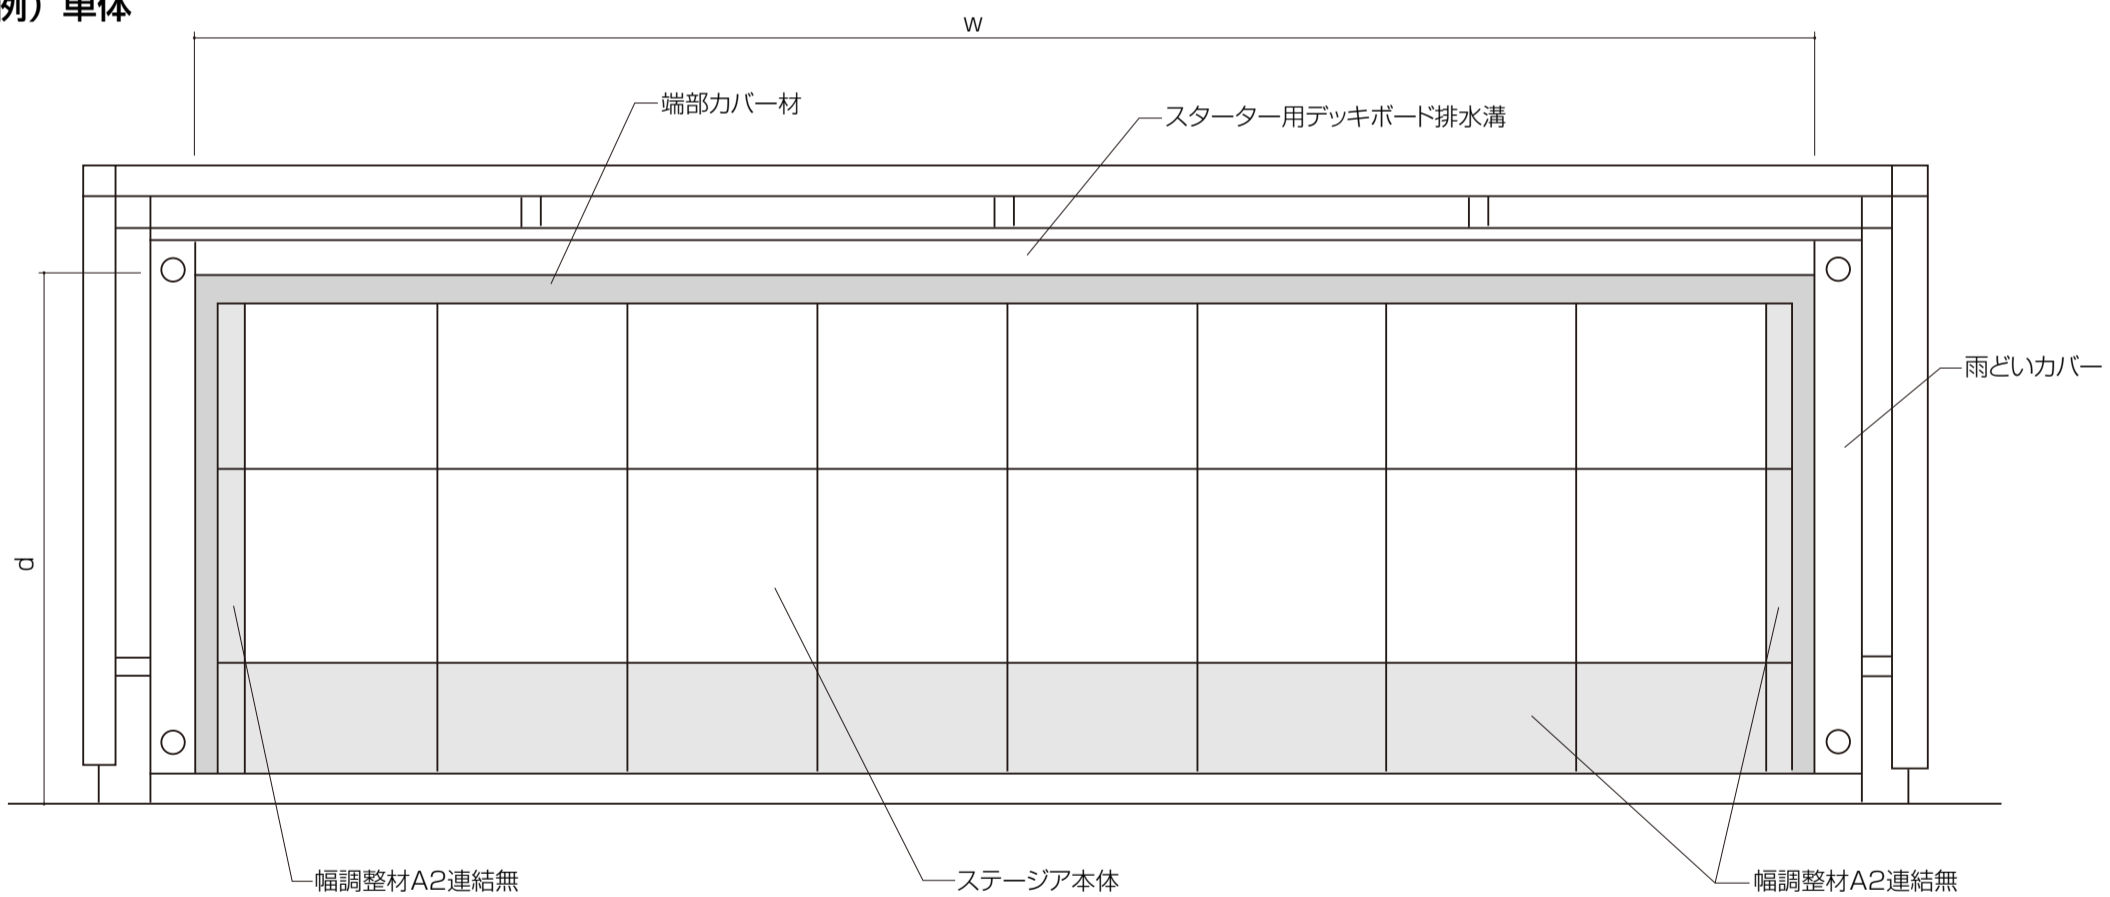 例）単体
w
端部カバー材
スターター用デッキボード排水溝
雨どいカバー
d
幅調整材A2連結無
ステージア本体
幅調整材A2連結無